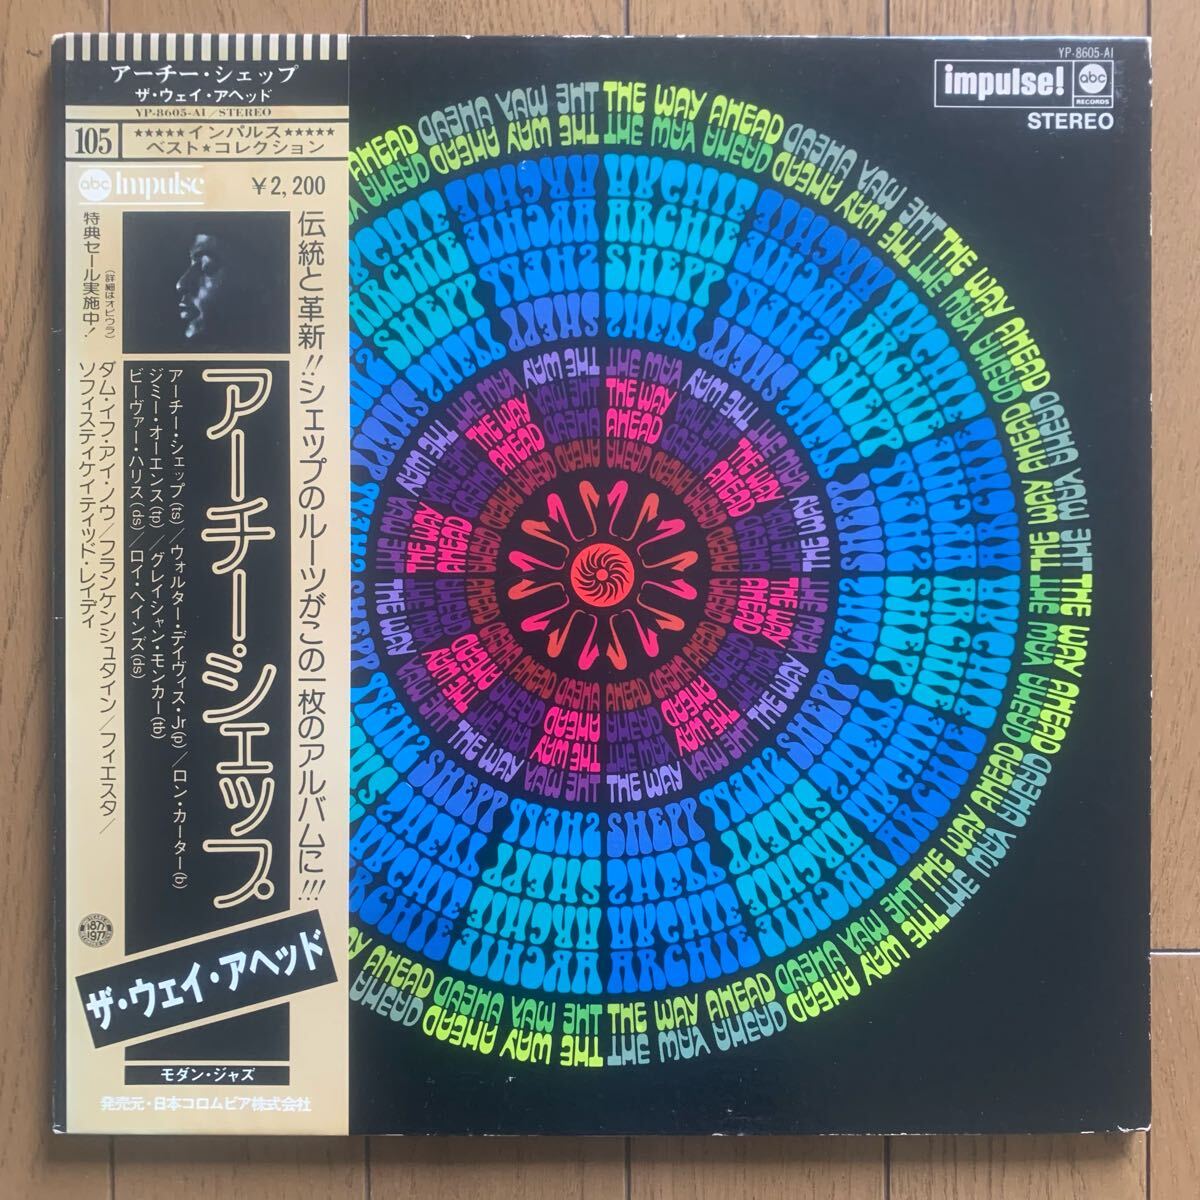 アーチー・シェップ
ザ・ウェイ・アヘッド
YP-8605-AI/STEREO
105
★★★★★インパルス★★★★★
ベスト★コレクション
abc Impulse
¥2,200
特典セール実施中!
(詳細はオビウラ)
伝統と革新!!シェップのルーツがこの一枚のアルバムに!!!
アーチー・シェップ
アーチー・シェップ(ts)/ウォルター・デイヴィス・Jr(p)/ロン・カーター(b)
ジミー・オーエンス(tp)/グレイシャン・モンカー(tb)
ビーヴァー・ハリス(ds)/ロイ・ヘインズ(ds)
ダム・イフ・アイ・ノウ/フランケンシュタイン/フィエスタ/
ソフィスティケイティッド・レイディ
1877
1977
ザ・ウェイ・アヘッド
モダン・ジャズ
発売元・日本コロムビア株式会社
YP-8605-AI
impulse!
abc
RECORDS
STEREO
THE WAY AHEAD
ARCHIE
SHEPP
THE WAY
THE WAY
AHEAD
AHEAD